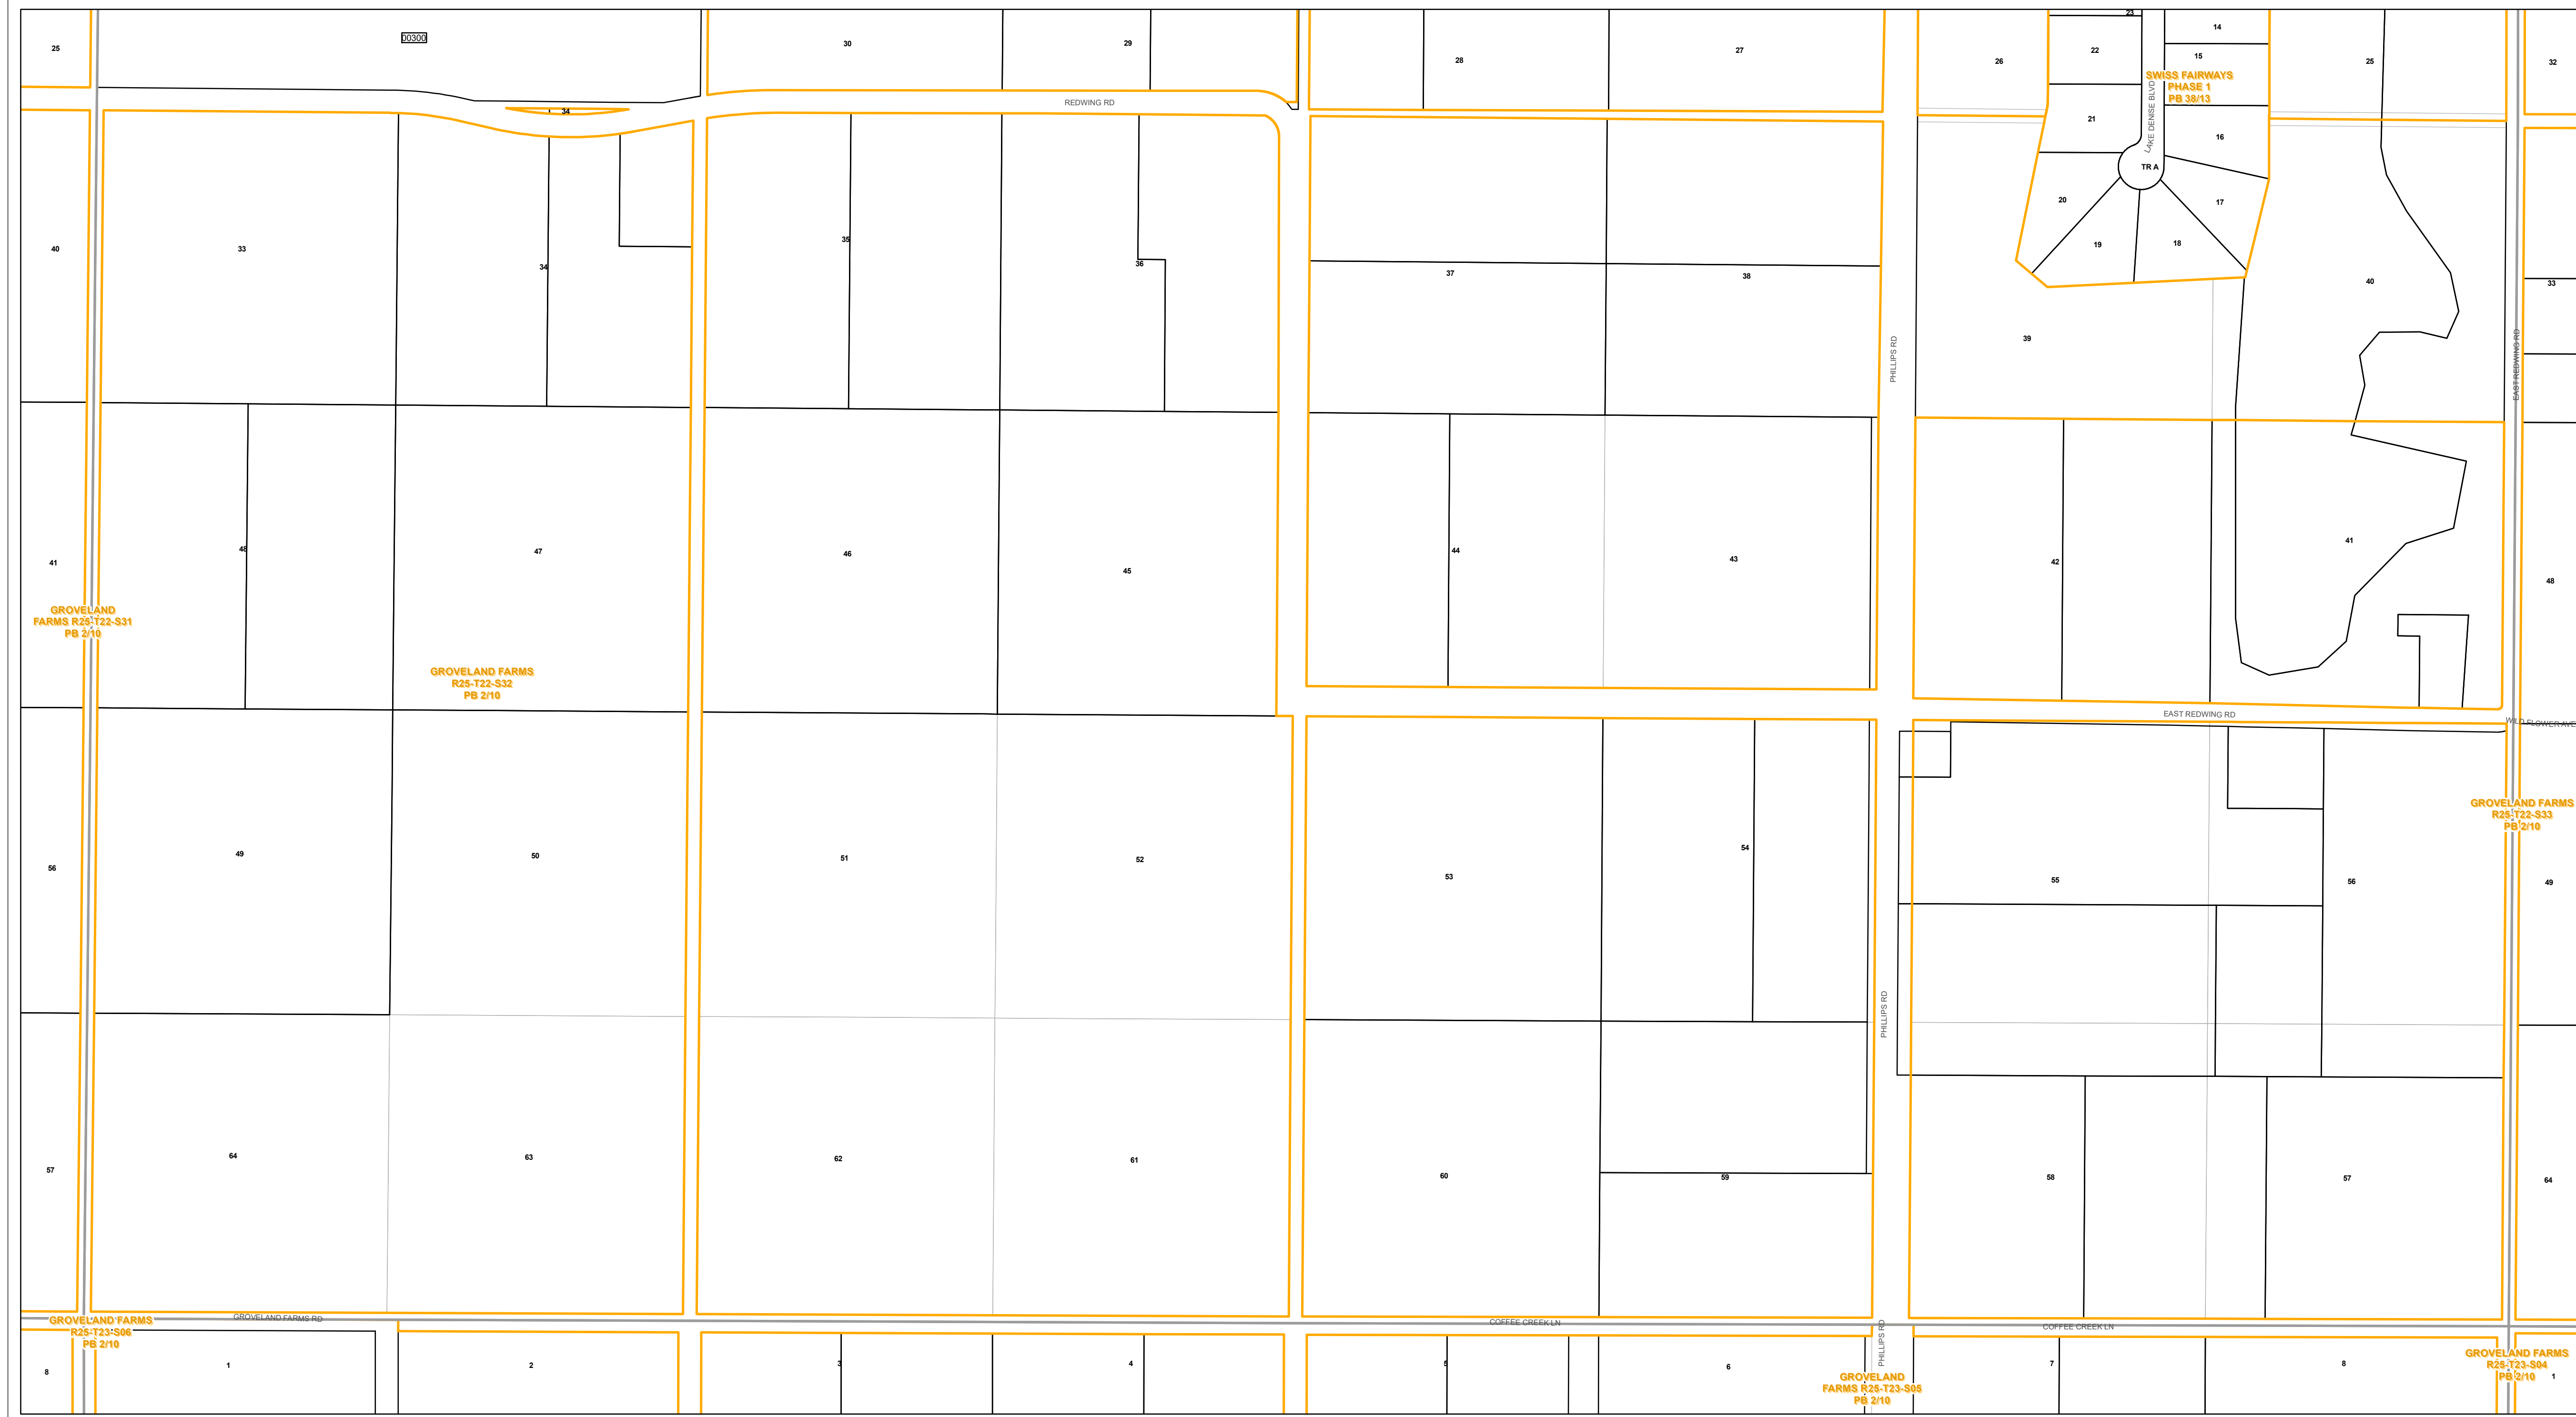 25
00300
30
29
28
27
26
23
22
14
15
25
32
SWISS FAIRWAYS
PHASE 1
PB 38/13
REDWING RD
34
21
LAKE DENISE BLVD
16
TR A
20
17
19
18
40
33
34
35
36
37
38
39
40
33
PHILLIPS RD
EAST REDWING RD
41
48
47
46
45
44
43
42
41
48
GROVELAND
FARMS R25-T22-S31
PB 2/10
GROVELAND FARMS
R25-T22-S32
PB 2/10
EAST REDWING RD
WILD FLOWER AVE
GROVELAND FARMS
R25-T22-S33
PB 2/10
56
49
50
51
52
53
54
55
56
49
PHILLIPS RD
57
64
63
62
61
60
59
58
57
64
GROVELAND FARMS RD
COFFEE CREEK LN
COFFEE CREEK LN
GROVELAND FARMS
R25-T23-S06
PB 2/10
PHILLIPS RD
8
1
2
3
4
5
6
7
8
1
GROVELAND
FARMS R25-T23-S05
PB 2/10
GROVELAND FARMS
R25-T23-S04
PB 2/10